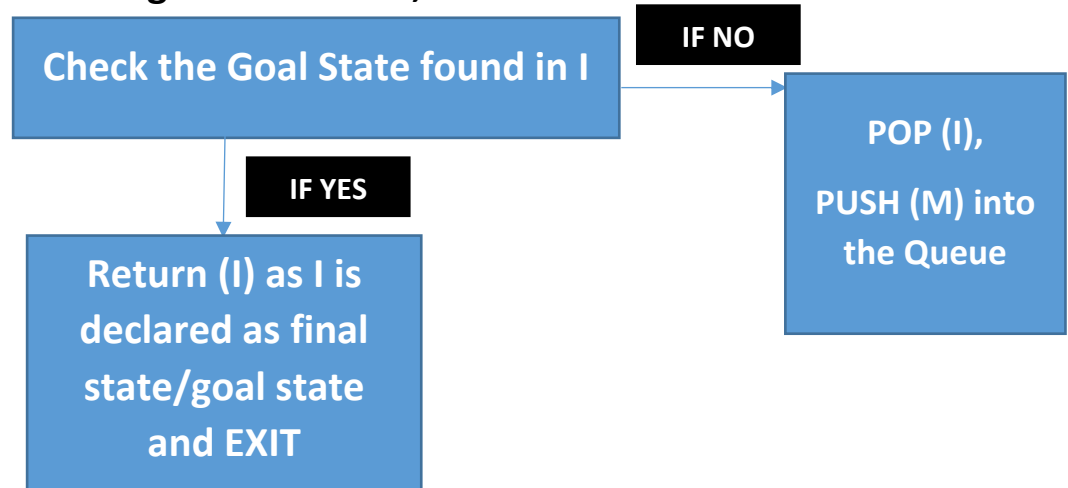 IF NO
Check the Goal State found in I
POP (I),
PUSH (M) into
the Queue
IF YES
Return (I) as I is
declared as final
state/goal state
and EXIT